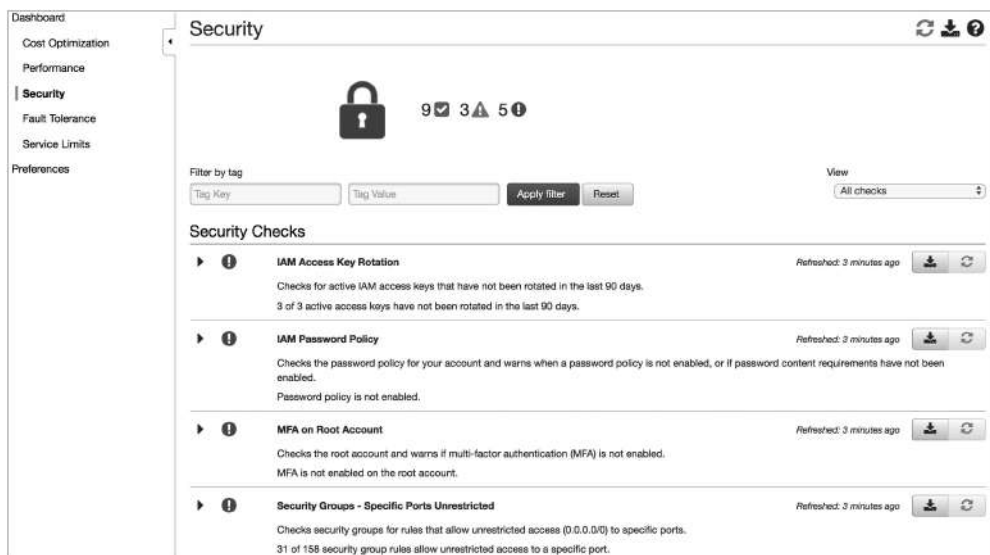 Dashboard
Cost Optimization
Performance
Security
Fault Tolerance
Service Limits
Preferences
Security
9 3 5
Filter by tag
Tag Key
Tag Value
Apply filter
Reset
View
All checks
Security Checks
IAM Access Key Rotation
Refreshed: 3 minutes ago
Checks for active IAM access keys that have not been rotated in the last 90 days.
3 of 3 active access keys have not been rotated in the last 90 days.
IAM Password Policy
Refreshed: 3 minutes ago
Checks the password policy for your account and warns when a password policy is not enabled, or if password content requirements have not been
enabled.
Password policy is not enabled.
MFA on Root Account
Refreshed: 3 minutes ago
Checks the root account and warns if multi-factor authentication (MFA) is not enabled.
MFA is not enabled on the root account.
Security Groups - Specific Ports Unrestricted
Refreshed: 3 minutes ago
Checks security groups for rules that allow unrestricted access (0.0.0.0/0) to specific ports.
31 of 158 security group rules allow unrestricted access to a specific port.